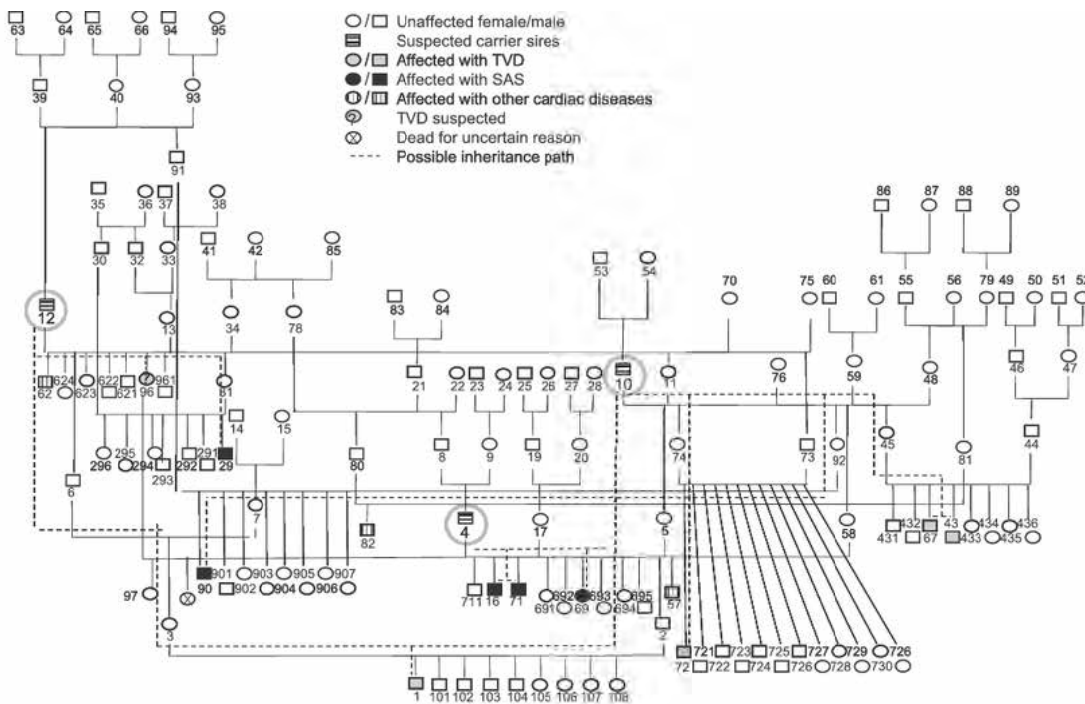 63 64 65 66 94 95
Unaffected female/male
Suspected carrier sires
Affected with TVD
Affected with SAS
Affected with other cardiac diseases
TVD suspected
Dead for uncertain reason
Possible inheritance path
39 40 93
91
86 87 88 89
35 36 37 38
41 42 85
30 32 33
53 54
70 75 60 61 55 56 79 49 50 51 52
12
13 34 78
83 84
46 47
76 59 48
62 624 623 622 621 96 961 31
21 22 23 24 25 26 27 28
10 11
14 15
296 295 294 293 292 291 29
80 8 9 19 20
74 73 92 45 81 44
6
7
82
4
17 5 58
431 432 67 43 433 434 435 436
97
90 901 902 903 904 905 906 907
711 16 71 691 692 69 693 694 695 57
3
2
72 721 722 723 724 725 726 727 728 729 730 726
1 101 102 103 104 105 106 107 108